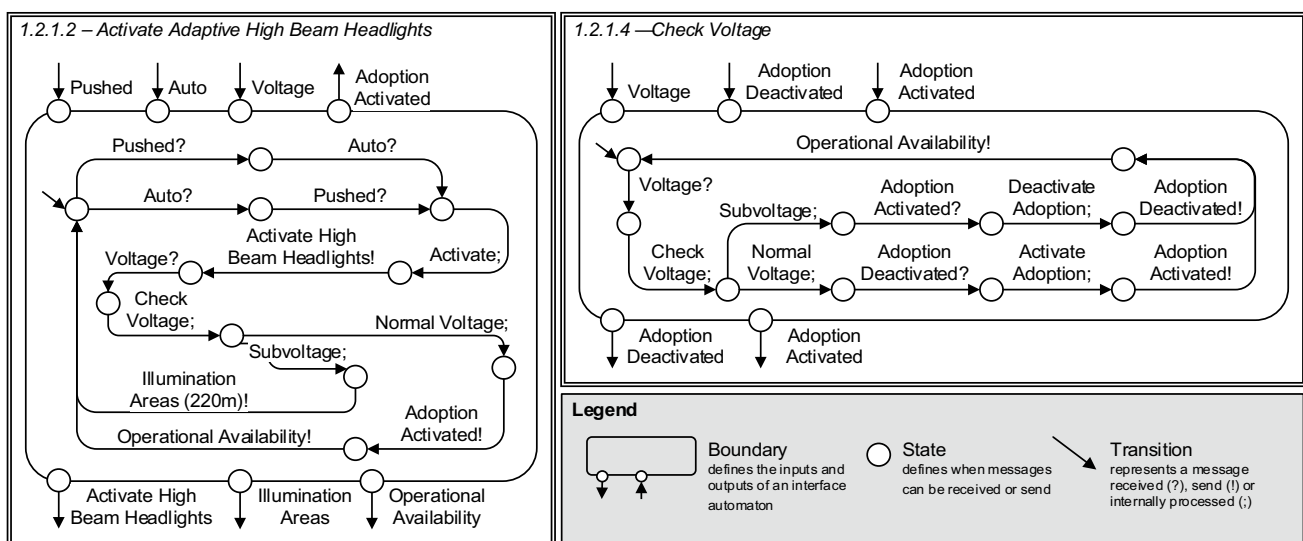 1.2.1.2 – Activate Adaptive High Beam Headlights
Pushed
Auto
Voltage
Adoption
Activated
Pushed?
Auto?
Auto?
Pushed?
Activate High
Beam Headlights!
Activate;
Voltage?
Check
Voltage;
Normal Voltage;
Subvoltage;
Illumination
Areas (220m)!
Adoption
Activated!
Operational Availability!
Activate High
Beam Headlights
Illumination
Areas
Operational
Availability
1.2.1.4 —Check Voltage
Voltage
Adoption
Deactivated
Adoption
Activated
Operational Availability!
Voltage?
Subvoltage;
Adoption
Activated?
Deactivate
Adoption;
Adoption
Deactivated!
Check
Voltage;
Normal
Voltage;
Adoption
Deactivated?
Activate
Adoption;
Adoption
Activated!
Adoption
Deactivated
Adoption
Activated
Legend
Boundary
defines the inputs and
outputs of an interface
automaton
State
defines when messages
can be received or send
Transition
represents a message
received (?), send (!) or
internally processed (;)